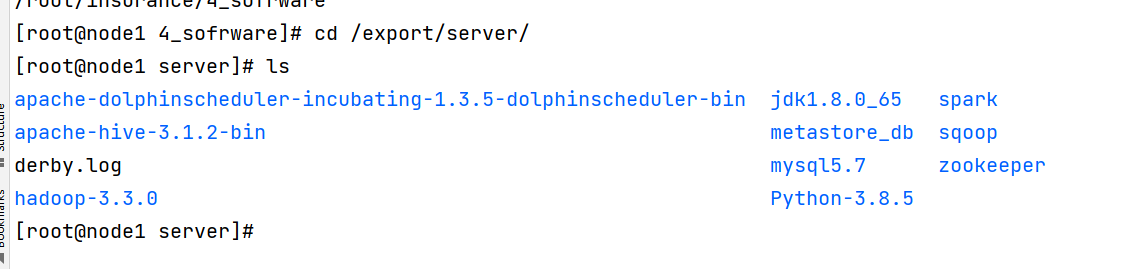 /root/insurance/4_sofrware
[root@node1 4_sofrware]# cd /export/server/
[root@node1 server]# ls
apache-dolphinscheduler-incubating-1.3.5-dolphinscheduler-bin  jdk1.8.0_65   spark
apache-hive-3.1.2-bin                                          metastore_db  sqoop
derby.log                                                      mysql5.7      zookeeper
hadoop-3.3.0                                                   Python-3.8.5
[root@node1 server]#
Structure
Bookmarks